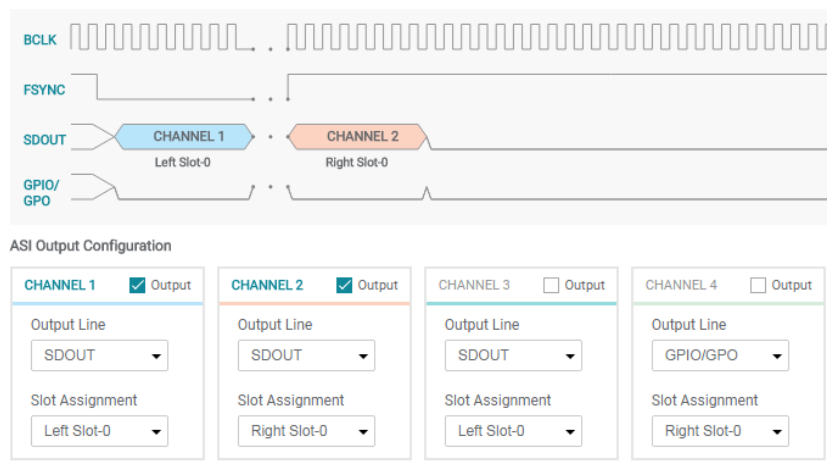 BCLK
FSYNC
SDOUT CHANNEL 1 CHANNEL 2
Left Slot-0 Right Slot-0
GPIO/
GPO
ASI Output Configuration
CHANNEL 1 Output CHANNEL 2 Output CHANNEL 3 Output CHANNEL 4 Output
Output Line Output Line Output Line Output Line
SDOUT SDOUT SDOUT GPIO/GPO
Slot Assignment Slot Assignment Slot Assignment Slot Assignment
Left Slot-0 Right Slot-0 Left Slot-0 Right Slot-0